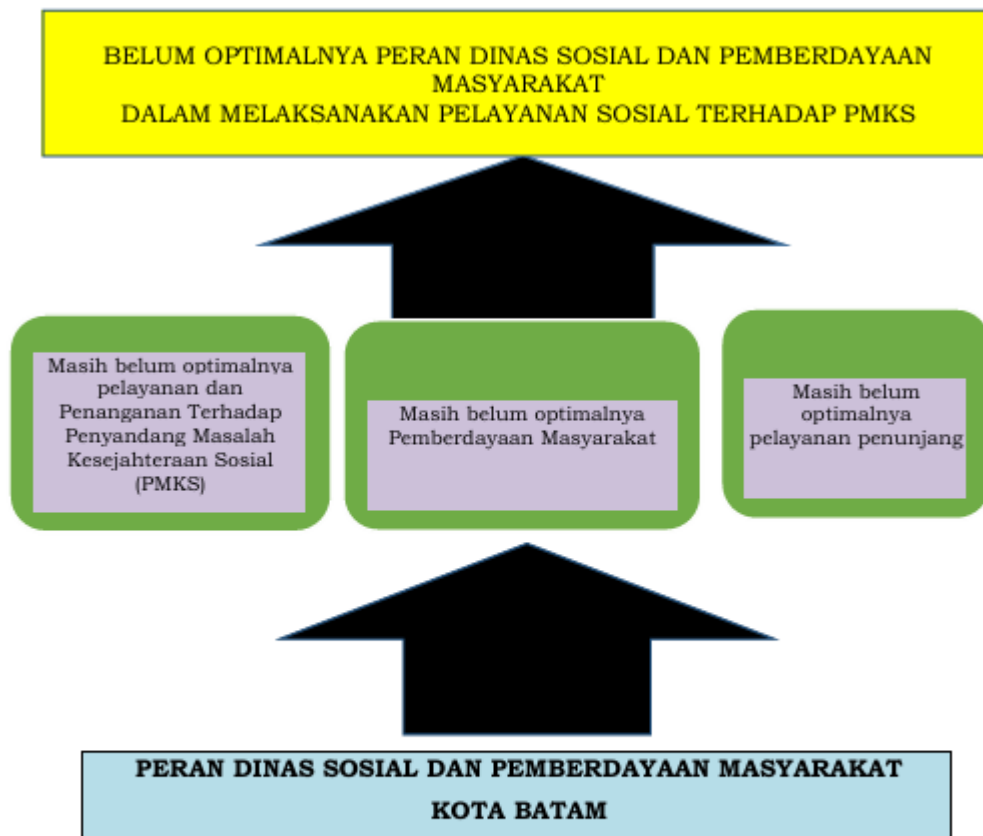 BELUM OPTIMALNYA PERAN DINAS SOSIAL DAN PEMBERDAYAAN
MASYARAKAT
DALAM MELAKSANAKAN PELAYANAN SOSIAL TERHADAP PMKS
Masih belum optimalnya
pelayanan dan
Penanganan Terhadap
Penyandang Masalah
Kesejahteraan Sosial
(PMKS)
Masih belum optimalnya
Pemberdayaan Masyarakat
Masih belum
optimalnya
pelayanan penunjang
PERAN DINAS SOSIAL DAN PEMBERDAYAAN MASYARAKAT
KOTA BATAM